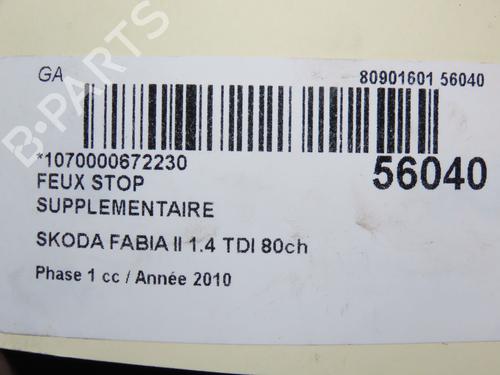 GA
80901601 56040
*1070000672230
56040
FEUX STOP
SUPPLEMENTAIRE
SKODA FABIA II 1.4 TDI 80ch
Phase 1 cc / Année 2010
B-PARTS